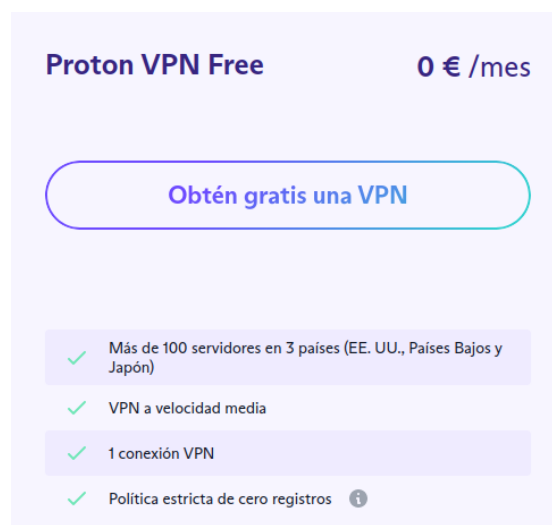 Proton VPN Free
0 € /mes
Obtén gratis una VPN
Más de 100 servidores en 3 países (EE. UU., Países Bajos y
Japón)
VPN a velocidad media
1 conexión VPN
Política estricta de cero registros